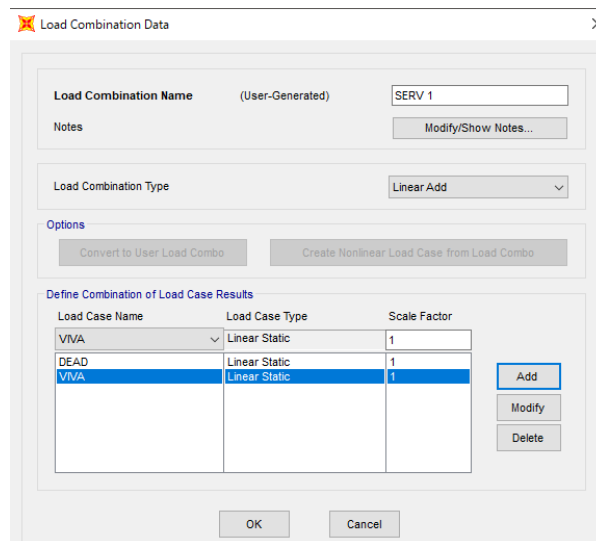 Load Combination Data
Load Combination Name (User-Generated) SERV 1
Notes Modify/Show Notes...
Load Combination Type Linear Add
Options
Convert to User Load Combo Create Nonlinear Load Case from Load Combo
Define Combination of Load Case Results
Load Case Name Load Case Type Scale Factor
VIVA Linear Static 1
DEAD Linear Static 1
VIVA Linear Static 1
Add
Modify
Delete
OK Cancel